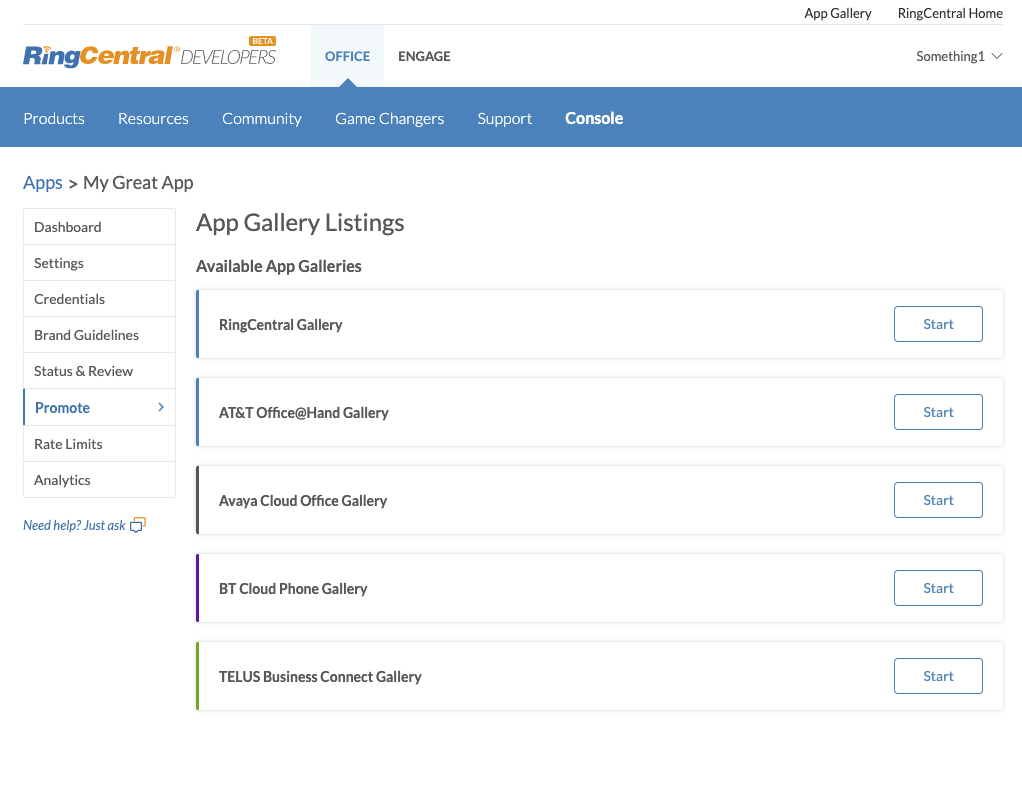 App Gallery RingCentral Home
RingCentral® DEVELOPERS BETA OFFICE ENGAGE Something1
Products Resources Community Game Changers Support Console
Apps > My Great App
Dashboard
Settings
Credentials
Brand Guidelines
Status & Review
Promote
Rate Limits
Analytics
Need help? Just ask
App Gallery Listings
Available App Galleries
RingCentral Gallery Start
AT&T Office@Hand Gallery Start
Avaya Cloud Office Gallery Start
BT Cloud Phone Gallery Start
TELUS Business Connect Gallery Start